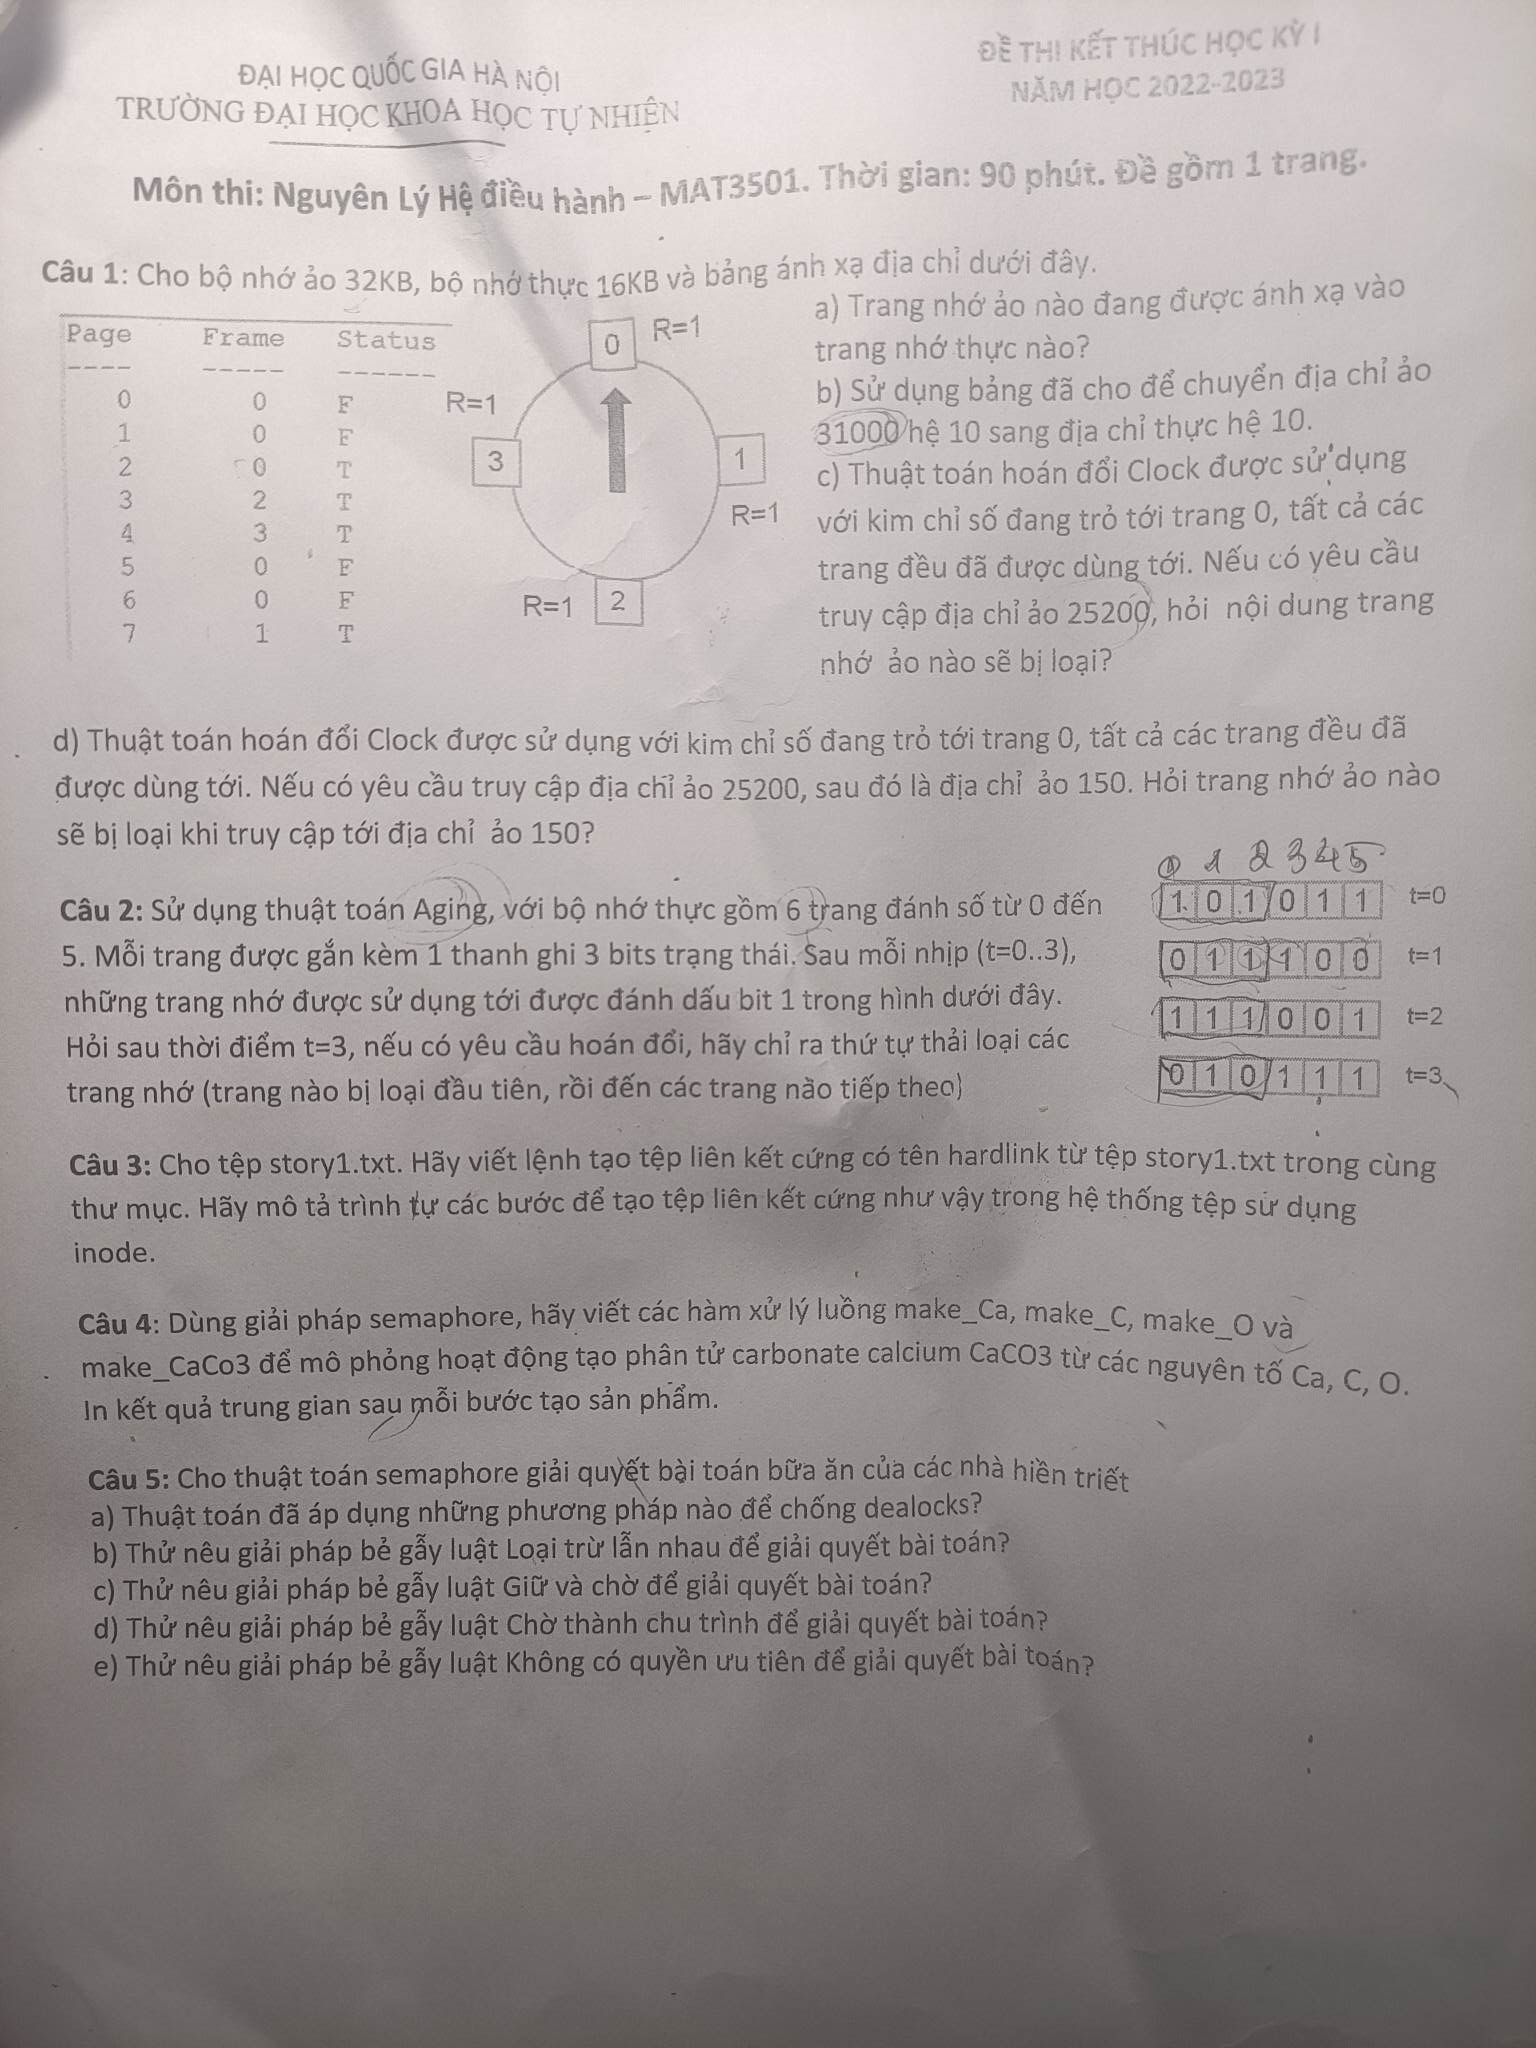 ĐẠI HỌC QUỐC GIA HÀ NỘI
TRƯỜNG ĐẠI HỌC KHOA HỌC TỰ NHIÊN
ĐỀ THI KẾT THÚC HỌC KỲ I
NĂM HỌC 2022-2023
Môn thi: Nguyên Lý Hệ điều hành – MAT3501. Thời gian: 90 phút. Đề gồm 1 trang.
Câu 1: Cho bộ nhớ ảo 32KB, bộ nhớ thực 16KB và bảng ánh xạ địa chỉ dưới đây.
Page Frame Status
---- ----- ------
0 0 F
1 0 F
2 0 T
3 2 T
4 3 T
5 0 F
6 0 F
7 1 T
0 R=1
R=1
3
1
R=1
R=1 2
a) Trang nhớ ảo nào đang được ánh xạ vào
trang nhớ thực nào?
b) Sử dụng bảng đã cho để chuyển địa chỉ ảo
31000 hệ 10 sang địa chỉ thực hệ 10.
c) Thuật toán hoán đổi Clock được sử dụng
với kim chỉ số đang trỏ tới trang 0, tất cả các
trang đều đã được dùng tới. Nếu có yêu cầu
truy cập địa chỉ ảo 25200, hỏi nội dung trang
nhớ ảo nào sẽ bị loại?
d) Thuật toán hoán đổi Clock được sử dụng với kim chỉ số đang trỏ tới trang 0, tất cả các trang đều đã
được dùng tới. Nếu có yêu cầu truy cập địa chỉ ảo 25200, sau đó là địa chỉ ảo 150. Hỏi trang nhớ ảo nào
sẽ bị loại khi truy cập tới địa chỉ ảo 150?
Câu 2: Sử dụng thuật toán Aging, với bộ nhớ thực gồm 6 trang đánh số từ 0 đến
5. Mỗi trang được gắn kèm 1 thanh ghi 3 bits trạng thái. Sau mỗi nhịp (t=0..3),
những trang nhớ được sử dụng tới được đánh dấu bit 1 trong hình dưới đây.
Hỏi sau thời điểm t=3, nếu có yêu cầu hoán đổi, hãy chỉ ra thứ tự thải loại các
trang nhớ (trang nào bị loại đầu tiên, rồi đến các trang nào tiếp theo)
0 1 2 3 4 5
1 0 1 0 1 1 t=0
0 1 1 1 0 0 t=1
1 1 1 0 0 1 t=2
0 1 0 1 1 1 t=3
Câu 3: Cho tệp story1.txt. Hãy viết lệnh tạo tệp liên kết cứng có tên hardlink từ tệp story1.txt trong cùng
thư mục. Hãy mô tả trình tự các bước để tạo tệp liên kết cứng như vậy trong hệ thống tệp sử dụng
inode.
Câu 4: Dùng giải pháp semaphore, hãy viết các hàm xử lý luồng make_Ca, make_C, make_O và
make_CaCo3 để mô phỏng hoạt động tạo phân tử carbonate calcium CaCO3 từ các nguyên tố Ca, C, O.
In kết quả trung gian sau mỗi bước tạo sản phẩm.
Câu 5: Cho thuật toán semaphore giải quyết bài toán bữa ăn của các nhà hiền triết
a) Thuật toán đã áp dụng những phương pháp nào để chống dealocks?
b) Thử nêu giải pháp bẻ gẫy luật Loại trừ lẫn nhau để giải quyết bài toán?
c) Thử nêu giải pháp bẻ gẫy luật Giữ và chờ để giải quyết bài toán?
d) Thử nêu giải pháp bẻ gẫy luật Chờ thành chu trình để giải quyết bài toán?
e) Thử nêu giải pháp bẻ gẫy luật Không có quyền ưu tiên để giải quyết bài toán?